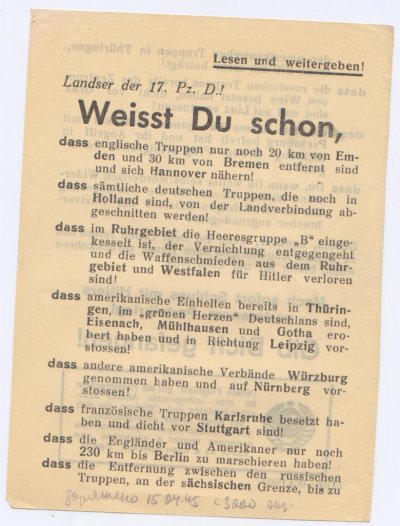 Lesen und weitergeben!
Landser der 17. Pz. D.!
Weisst Du schon,
dass englische Truppen nur noch 20 km von Em-
den und 30 km von Bremen entfernt sind
und sich Hannover nähern!
dass sämtliche deutschen Truppen, die noch in
Holland sind, von der Landverbindung ab-
geschnitten werden!
dass im Ruhrgebiet die Heeresgruppe „B" einge-
kesselt ist, der Vernichtung entgegengeht
und die Waffenschmieden aus dem Ruhr-
gebiet und Westfalen für Hitler verloren
sind!
dass amerikanische Einheiten bereits in Thürin-
gen, im „grünen Herzen" Deutschlans sind,
Eisenach, Mühlhausen und Gotha ero-
bert haben und in Richtung Leipzig vor-
stossen!
dass andere amerikanische Verbände Würzburg
genommen haben und auf Nürnberg vor-
stossen!
dass französische Truppen Karlsruhe besetzt ha-
ben und dicht vor Stuttgart sind!
dass die Engländer und Amerikaner nur noch
230 km bis Berlin zu marschieren haben!
dass die Entfernung zwischen den russischen
Truppen, an der sächsischen Grenze, bis zu
15.04.45 3000